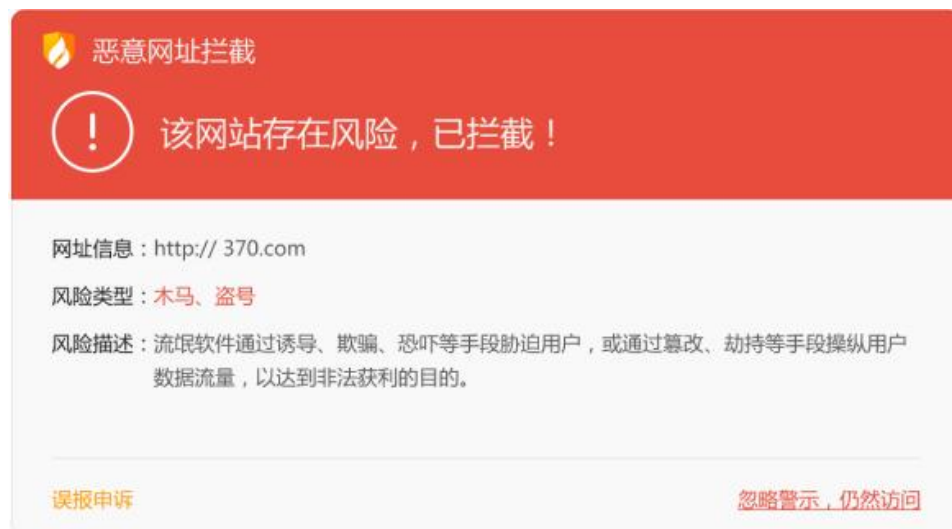 恶意网址拦截
该网站存在风险，已拦截！
网址信息：http:// 370.com
风险类型：木马、盗号
风险描述：流氓软件通过诱导、欺骗、恐吓等手段胁迫用户，或通过篡改、劫持等手段操纵用户
数据流量，以达到非法获利的目的。
误报申诉
忽略警示，仍然访问